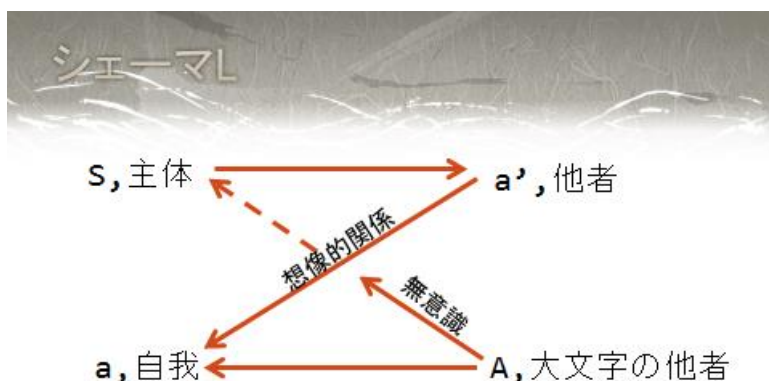 シェーマL
S,主体
a’,他者
想像的関係
無意識
a,自我
A,大文字の他者